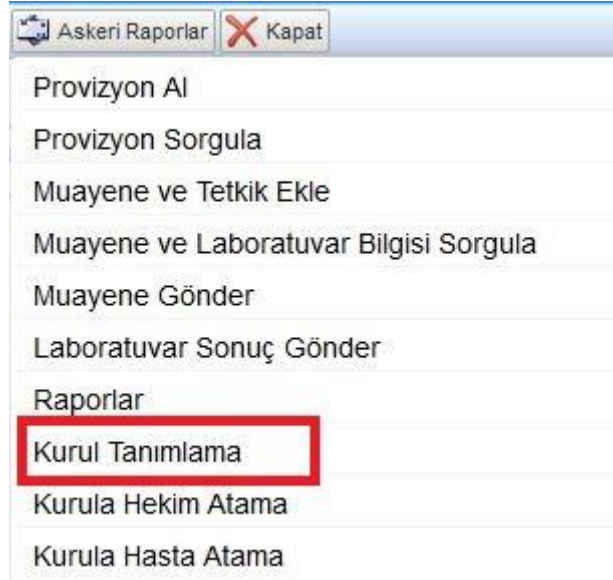 Askeri Raporlar Kapat
Provizyon Al
Provizyon Sorgula
Muayene ve Tetkik Ekle
Muayene ve Laboratuvar Bilgisi Sorgula
Muayene Gönder
Laboratuvar Sonuç Gönder
Raporlar
Kurul Tanımlama
Kurula Hekim Atama
Kurula Hasta Atama